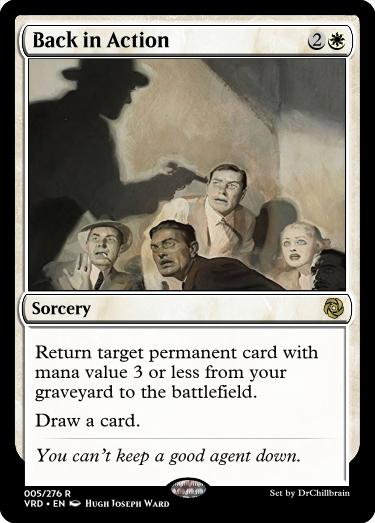 Back in Action 2
Sorcery
Return target permanent card with
mana value 3 or less from your
graveyard to the battlefield.
Draw a card.
You can't keep a good agent down.
005/276 R
VRD • EN Hugh Joseph Ward
Set by DrChillbrain